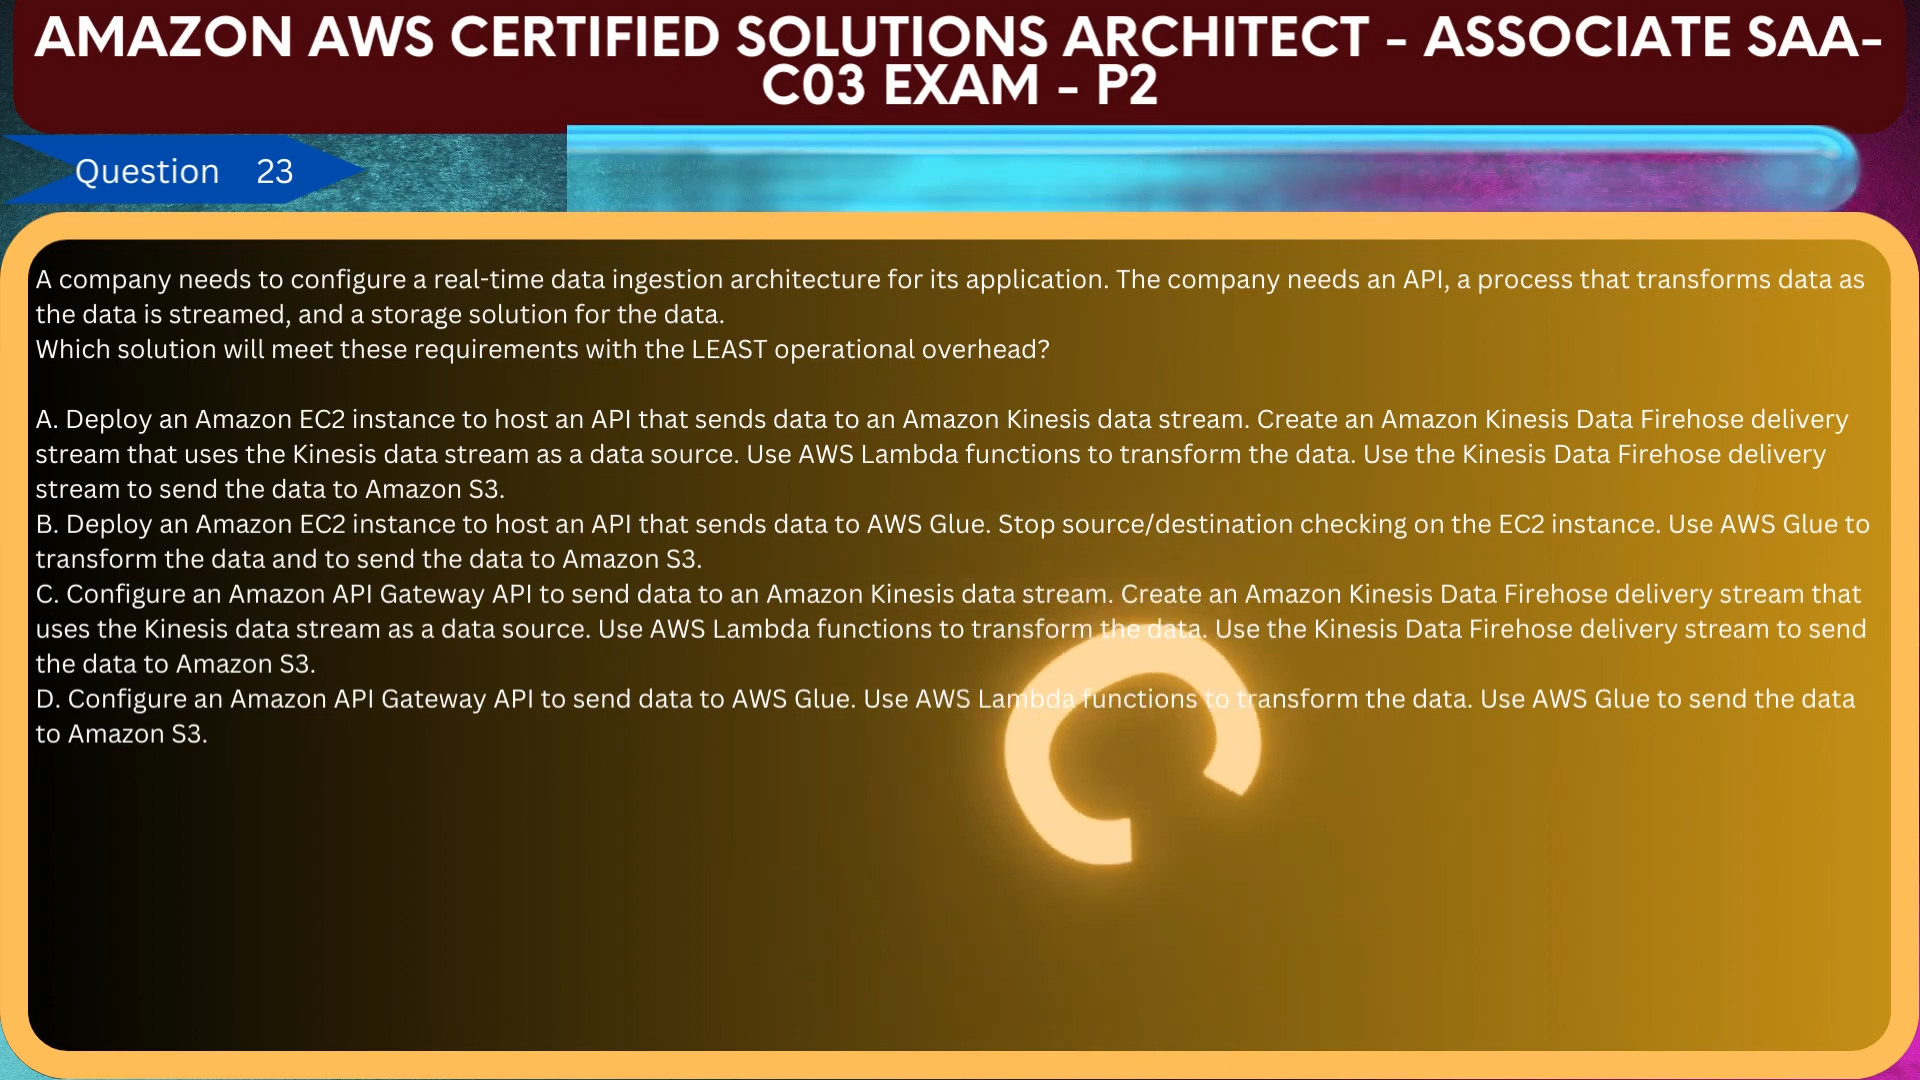 AMAZON AWS CERTIFIED SOLUTIONS ARCHITECT - ASSOCIATE SAA-
C03 EXAM - P2
Question 23
A company needs to configure a real-time data ingestion architecture for its application. The company needs an API, a process that transforms data as
the data is streamed, and a storage solution for the data.
Which solution will meet these requirements with the LEAST operational overhead?
A. Deploy an Amazon EC2 instance to host an API that sends data to an Amazon Kinesis data stream. Create an Amazon Kinesis Data Firehose delivery
stream that uses the Kinesis data stream as a data source. Use AWS Lambda functions to transform the data. Use the Kinesis Data Firehose delivery
stream to send the data to Amazon S3.
B. Deploy an Amazon EC2 instance to host an API that sends data to AWS Glue. Stop source/destination checking on the EC2 instance. Use AWS Glue to
transform the data and to send the data to Amazon S3.
C. Configure an Amazon API Gateway API to send data to an Amazon Kinesis data stream. Create an Amazon Kinesis Data Firehose delivery stream that
uses the Kinesis data stream as a data source. Use AWS Lambda functions to transform the data. Use the Kinesis Data Firehose delivery stream to send
the data to Amazon S3.
D. Configure an Amazon API Gateway API to send data to AWS Glue. Use AWS Lambda functions to transform the data. Use AWS Glue to send the data
to Amazon S3.